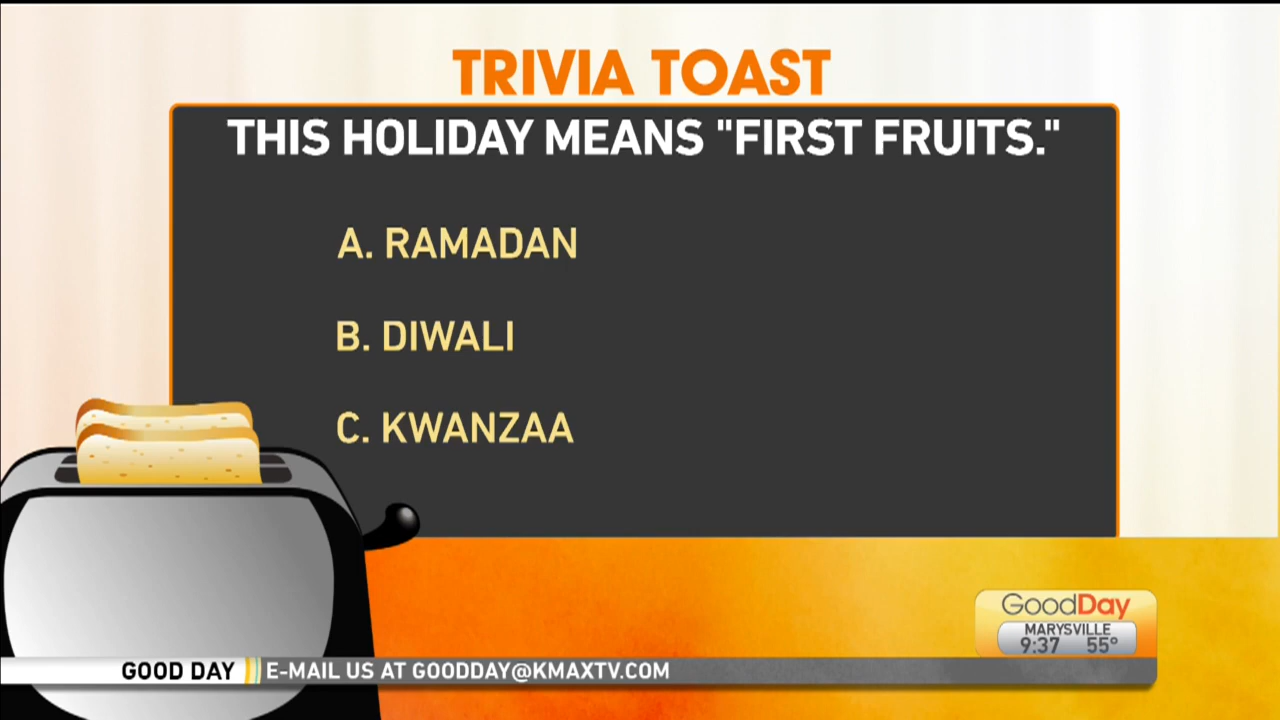 TRIVIA TOAST
THIS HOLIDAY MEANS "FIRST FRUITS."
A. RAMADAN
B. DIWALI
C. KWANZAA
GoodDay
MARYSVILLE
9:37 55°
GOOD DAY E-MAIL US AT GOODDAY@KMAXTV.COM